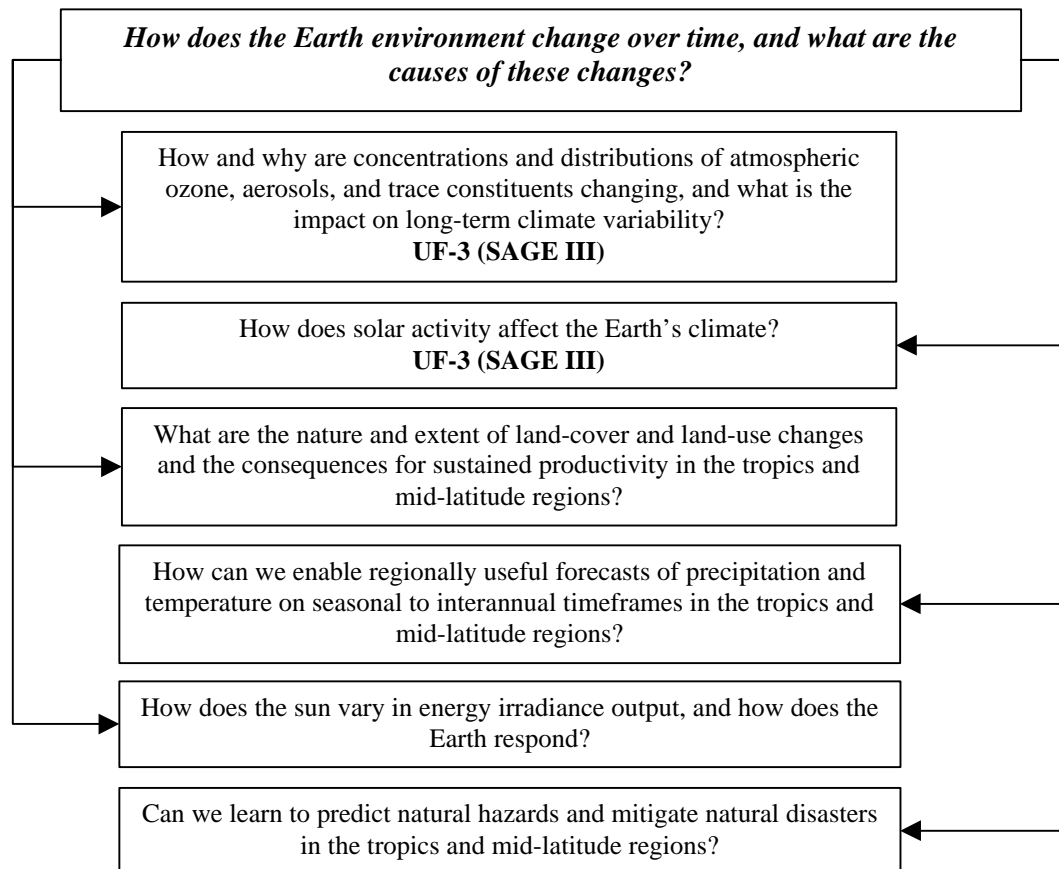 How does the Earth environment change over time, and what are the
causes of these changes?
How and why are concentrations and distributions of atmospheric
ozone, aerosols, and trace constituents changing, and what is the
impact on long-term climate variability?
UF-3 (SAGE III)
How does solar activity affect the Earth’s climate?
UF-3 (SAGE III)
What are the nature and extent of land-cover and land-use changes
and the consequences for sustained productivity in the tropics and
mid-latitude regions?
How can we enable regionally useful forecasts of precipitation and
temperature on seasonal to interannual timeframes in the tropics and
mid-latitude regions?
How does the sun vary in energy irradiance output, and how does the
Earth respond?
Can we learn to predict natural hazards and mitigate natural disasters
in the tropics and mid-latitude regions?